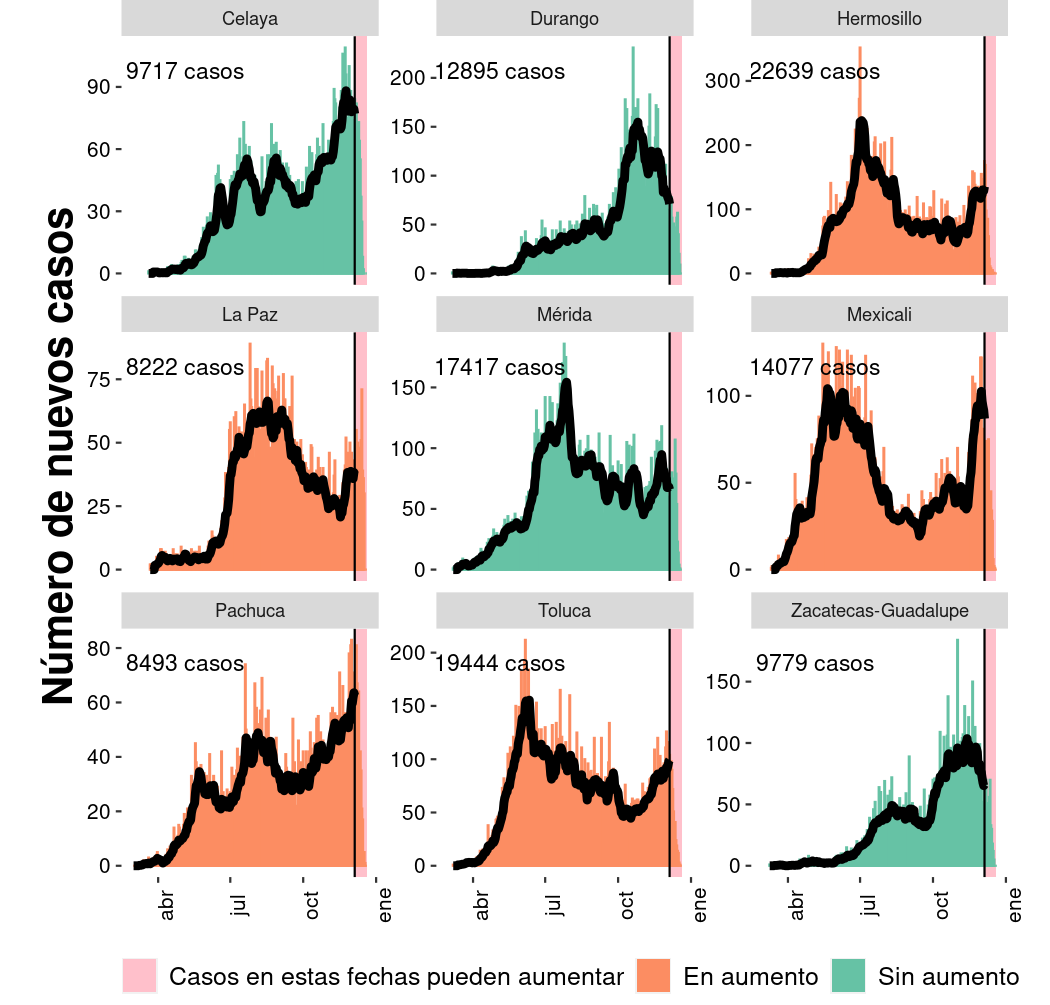 Celaya
Durango
Hermosillo
9717 casos
12895 casos
22639 casos
90
60
30
0
200
150
100
50
0
300
200
100
0
La Paz
Mérida
Mexicali
8222 casos
17417 casos
14077 casos
75
50
25
0
150
100
50
0
100
50
0
Pachuca
Toluca
Zacatecas-Guadalupe
8493 casos
19444 casos
9779 casos
80
60
40
20
0
200
150
100
50
0
150
100
50
0
abr
jul
oct
ene
abr
jul
oct
ene
abr
jul
oct
ene
Número de nuevos casos
Casos en estas fechas pueden aumentar
En aumento
Sin aumento